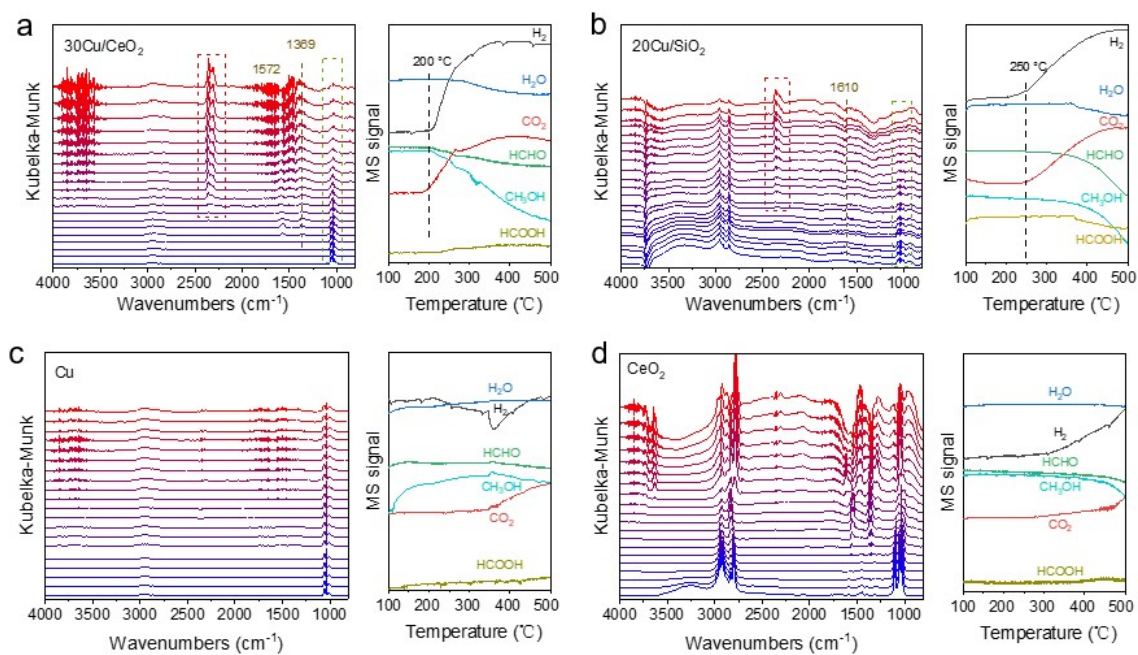 a
30Cu/CeO₂
1369
1572
Kubelka-Munk
4000 3500 3000 2500 2000 1500 1000
Wavenumbers (cm⁻¹)
H₂
200 °C
H₂O
CO₂
HCHO
CH₃OH
HCOOH
MS signal
100 200 300 400 500
Temperature (℃)
b
20Cu/SiO₂
1610
Kubelka-Munk
4000 3500 3000 2500 2000 1500 1000
Wavenumbers (cm⁻¹)
H₂
250 °C
H₂O
CO₂
HCHO
CH₃OH
HCOOH
MS signal
100 200 300 400 500
Temperature (℃)
c
Cu
Kubelka-Munk
4000 3500 3000 2500 2000 1500 1000
Wavenumbers (cm⁻¹)
H₂O
H₂
HCHO
CH₃OH
CO₂
HCOOH
MS signal
100 200 300 400 500
Temperature (℃)
d
CeO₂
Kubelka-Munk
4000 3500 3000 2500 2000 1500 1000
Wavenumbers (cm⁻¹)
H₂O
H₂
HCHO
CH₃OH
CO₂
HCOOH
MS signal
100 200 300 400 500
Temperature (℃)